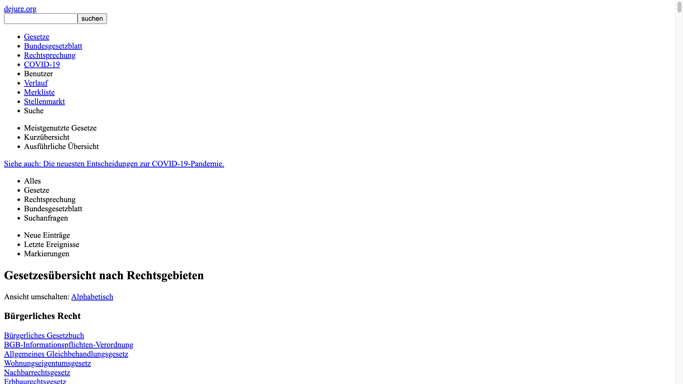 dejure.org
suchen
Gesetze
Bundesgesetzblatt
Rechtsprechung
COVID-19
Benutzer
Verlauf
Merkliste
Stellenmarkt
Suche
Meistgenutzte Gesetze
Kurzübersicht
Ausführliche Übersicht
Siehe auch: Die neuesten Entscheidungen zur COVID-19-Pandemie.
Alles
Gesetze
Rechtsprechung
Bundesgesetzblatt
Suchanfragen
Neue Einträge
Letzte Ereignisse
Markierungen
Gesetzesübersicht nach Rechtsgebieten
Ansicht umschalten: Alphabetisch
Bürgerliches Recht
Bürgerliches Gesetzbuch
BGB-Informationspflichten-Verordnung
Allgemeines Gleichbehandlungsgesetz
Wohnungseigentumsgesetz
Nachbarrechtsgesetz
Erbbaurechtsgesetz